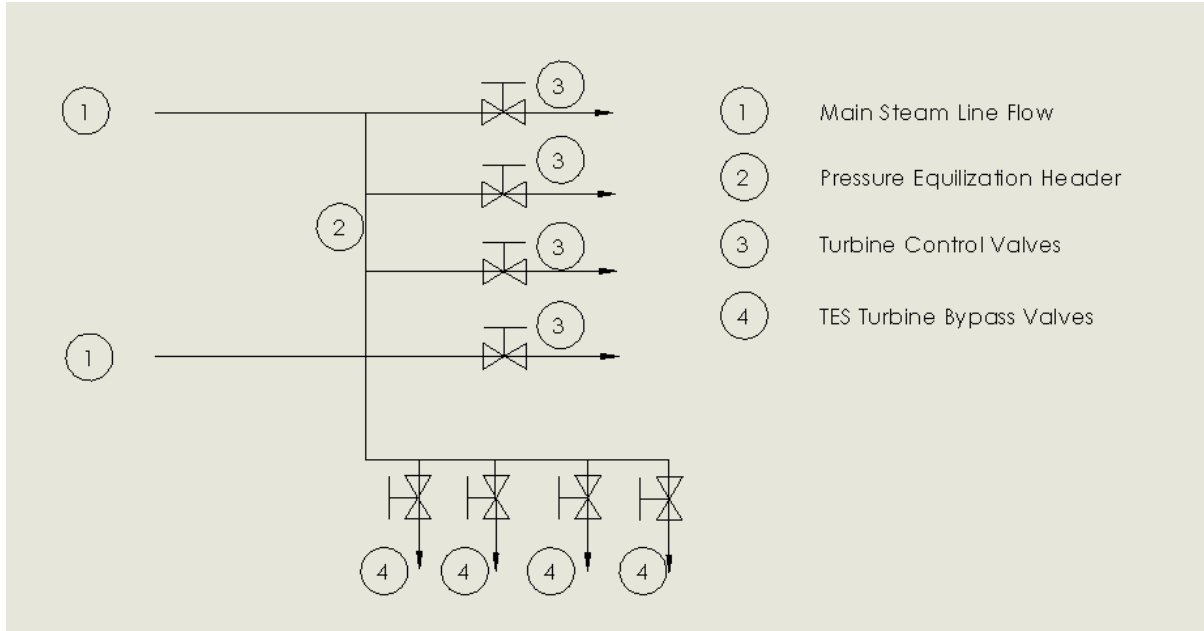 1
3
1 Main Steam Line Flow
3
2 Pressure Equilization Header
2
3
3 Turbine Control Valves
3
4 TES Turbine Bypass Valves
1
4 4 4 4